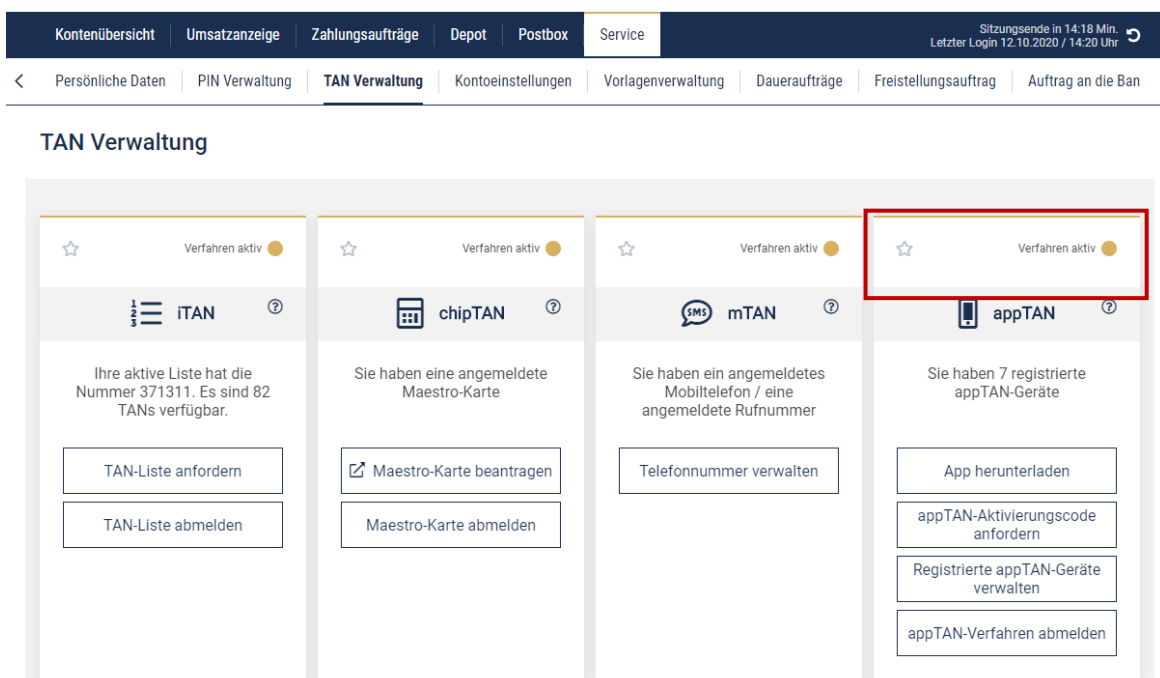 Kontenübersicht Umsatzanzeige Zahlungsaufträge Depot Postbox Service
Sitzungsende in 14:18 Min.
Letzter Login 12.10.2020 / 14:20 Uhr
Persönliche Daten PIN Verwaltung TAN Verwaltung Kontoeinstellungen Vorlagenverwaltung Daueraufträge Freistellungsauftrag Auftrag an die Ban
TAN Verwaltung
Verfahren aktiv
1
2
3
iTAN ?
Ihre aktive Liste hat die
Nummer 371311. Es sind 82
TANs verfügbar.
TAN-Liste anfordern
TAN-Liste abmelden
Verfahren aktiv
chipTAN ?
Sie haben eine angemeldete
Maestro-Karte
Maestro-Karte beantragen
Maestro-Karte abmelden
Verfahren aktiv
SMS mTAN ?
Sie haben ein angemeldetes
Mobiltelefon / eine
angemeldete Rufnummer
Telefonnummer verwalten
Verfahren aktiv
appTAN ?
Sie haben 7 registrierte
appTAN-Geräte
App herunterladen
appTAN-Aktivierungscode
anfordern
Registrierte appTAN-Geräte
verwalten
appTAN-Verfahren abmelden